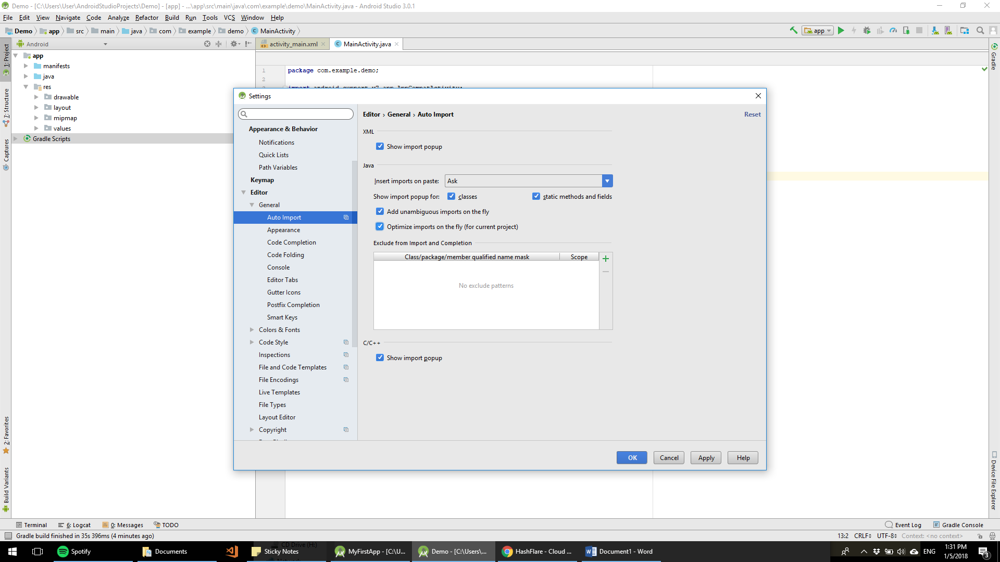 Demo - [C:\Users\User\AndroidStudioProjects\Demo] - [app] - ...\app\src\main\java\com\example\demo\MainActivity.java - Android Studio 3.0.1
File Edit View Navigate Code Analyze Refactor Build Run Tools VCS Window Help
Demo app src main java com example demo MainActivity
app
Android
activity_main.xml
MainActivity.java
1: Project
7: Structure
Captures
2: Favorites
Build Variants
app
manifests
java
res
drawable
layout
mipmap
values
Gradle Scripts
1 package com.example.demo;
2
import android.support.v7.app.AppCompatActivity;
Gradle
Device File Explorer
Settings
Appearance & Behavior
Notifications
Quick Lists
Path Variables
Keymap
Editor
General
Auto Import
Appearance
Code Completion
Code Folding
Console
Editor Tabs
Gutter Icons
Postfix Completion
Smart Keys
Colors & Fonts
Code Style
Inspections
File and Code Templates
File Encodings
Live Templates
File Types
Layout Editor
Copyright
Editor › General › Auto Import
Reset
XML
Show import popup
Java
Insert imports on paste: Ask
Show import popup for: classes static methods and fields
Add unambiguous imports on the fly
Optimize imports on the fly (for current project)
Exclude from Import and Completion
Class/package/member qualified name mask Scope
No exclude patterns
C/C++
Show import popup
OK Cancel Apply Help
Terminal 6: Logcat 0: Messages TODO
Event Log Gradle Console
Gradle build finished in 35s 396ms (4 minutes ago)
13:2 CRLF UTF-8 Context: <no context>
CD Drive (H:)
Spotify Documents Sticky Notes MyFirstApp - [C:\U... Demo - [C:\Users\... HashFlare - Cloud ... Document1 - Word
ENG
1:31 PM
1/5/2018
3